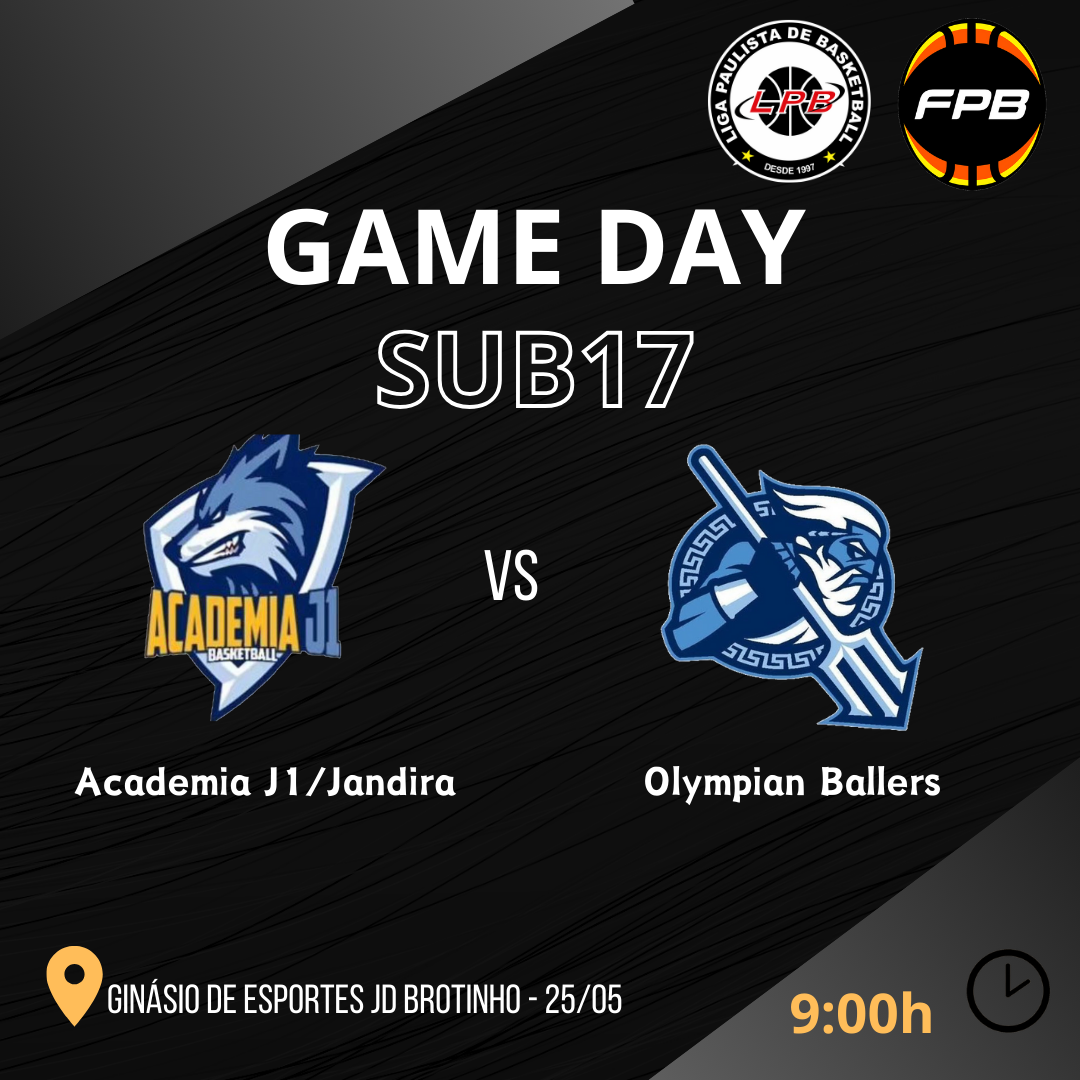 LIGA PAULISTA DE BASKETBALL
LPB
DESDE 1997
FPB
GAME DAY
SUB17
ACADEMIA J1
BASKETBALL
VS
Academia J1/Jandira
Olympian Ballers
GINÁSIO DE ESPORTES JD BROTINHO - 25/05
9:00h